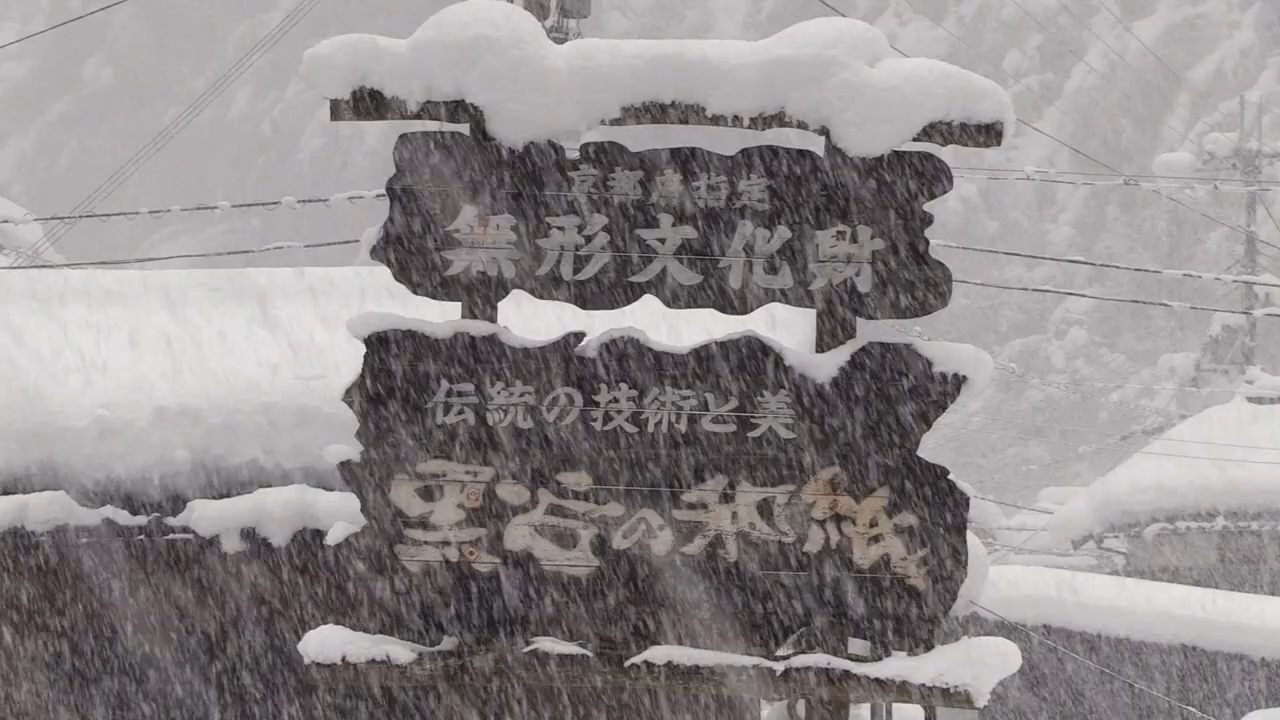 京都府指定
無形文化財
伝統の技術と美
黒谷の和紙